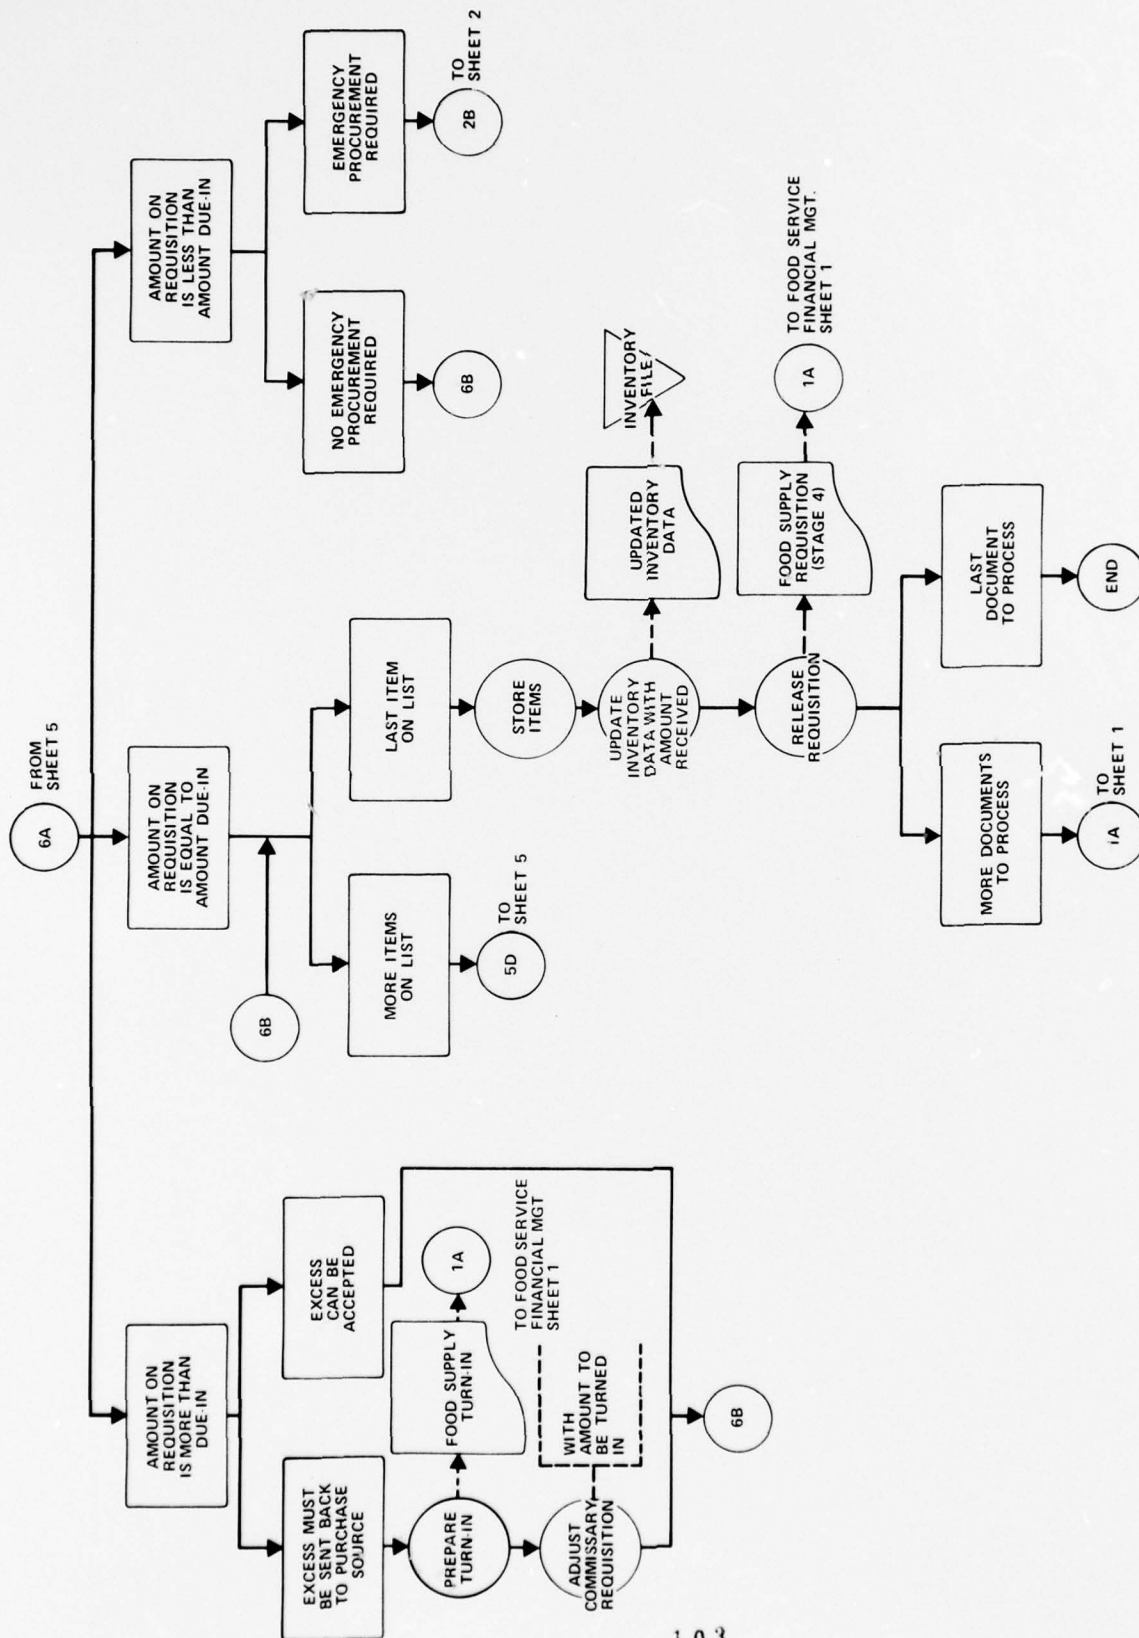 6A
FROM
SHEET 5
AMOUNT ON
REQUISITION
IS MORE THAN
DUE-IN
AMOUNT ON
REQUISITION
IS EQUAL TO
AMOUNT DUE-IN
AMOUNT ON
REQUISITION
IS LESS THAN
AMOUNT DUE-IN
EXCESS MUST
BE SENT BACK
TO PURCHASE
SOURCE
EXCESS
CAN BE
ACCEPTED
PREPARE
TURN-IN
FOOD SUPPLY
TURN-IN
1A
TO FOOD SERVICE
FINANCIAL MGT
SHEET 1
ADJUST
COMMISSARY
REQUISITION
WITH
AMOUNT TO
BE TURNED
IN
6B
6B
MORE ITEMS
ON LIST
5D
TO
SHEET 5
LAST ITEM
ON LIST
STORE
ITEMS
UPDATE
INVENTORY
DATA WITH
AMOUNT
RECEIVED
UPDATED
INVENTORY
DATA
INVENTORY
FILE
RELEASE
REQUISITION
FOOD SUPPLY
REQUISITION
(STAGE 4)
1A
TO FOOD SERVICE
FINANCIAL MGT.
SHEET 1
MORE DOCUMENTS
TO PROCESS
1A
TO
SHEET 1
LAST
DOCUMENT
TO PROCESS
END
NO EMERGENCY
PROCUREMENT
REQUIRED
6B
EMERGENCY
PROCUREMENT
REQUIRED
2B
TO
SHEET 2
103